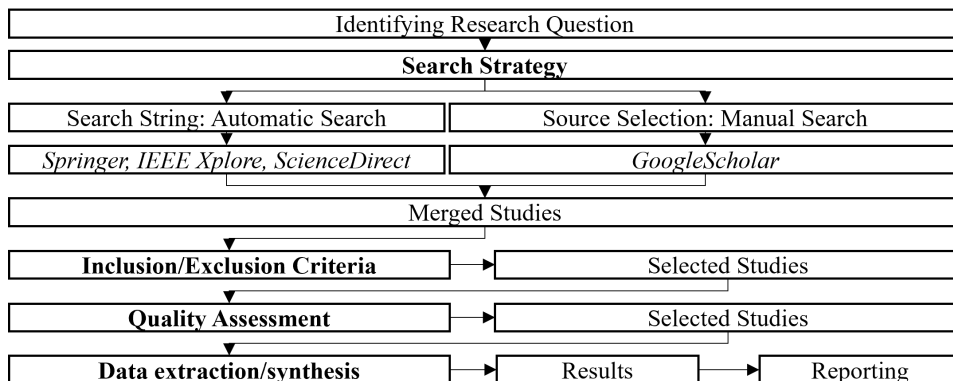 Identifying Research Question
Search Strategy
Search String: Automatic Search
Source Selection: Manual Search
Springer, IEEE Xplore, ScienceDirect
GoogleScholar
Merged Studies
Inclusion/Exclusion Criteria
Selected Studies
Quality Assessment
Selected Studies
Data extraction/synthesis
Results
Reporting